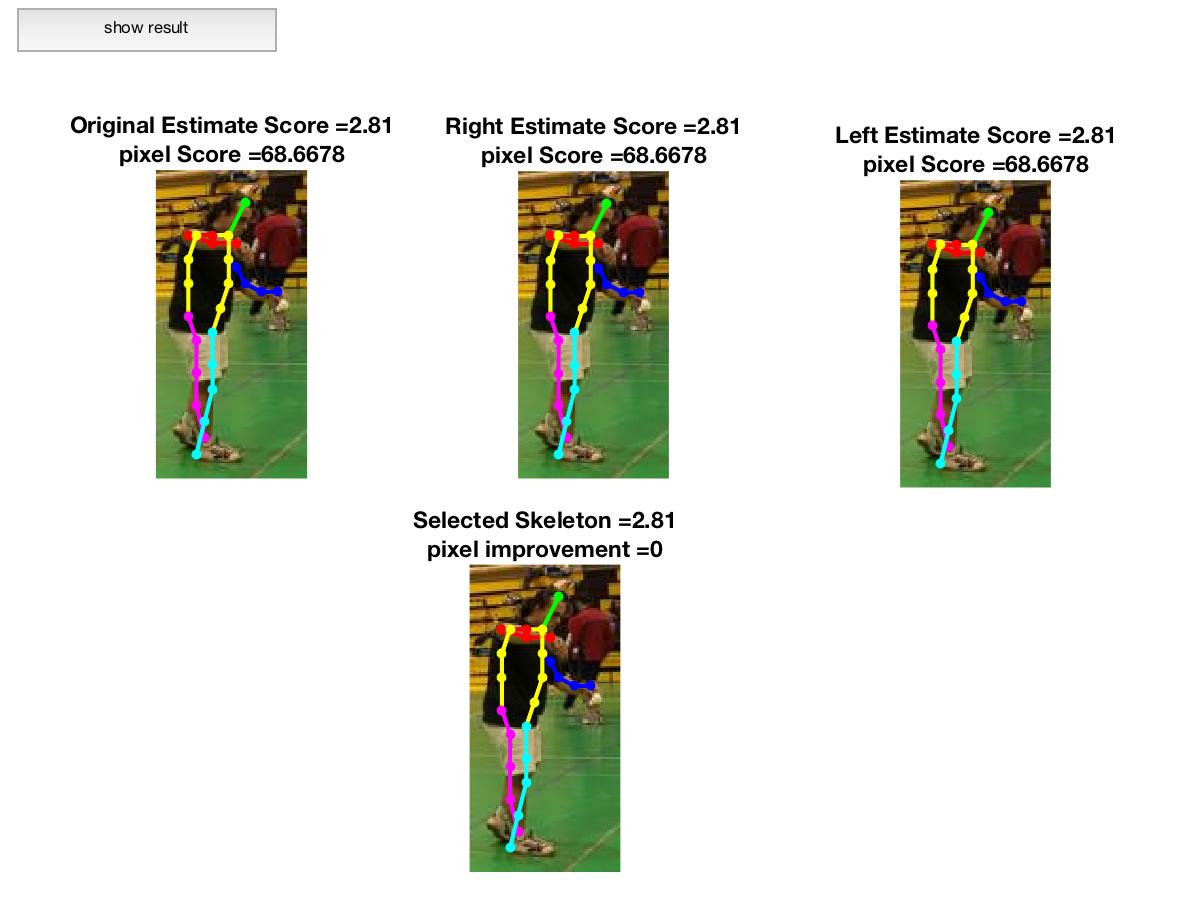 show result
Original Estimate Score =2.81
pixel Score =68.6678
Right Estimate Score =2.81
pixel Score =68.6678
Left Estimate Score =2.81
pixel Score =68.6678
Selected Skeleton =2.81
pixel improvement =0